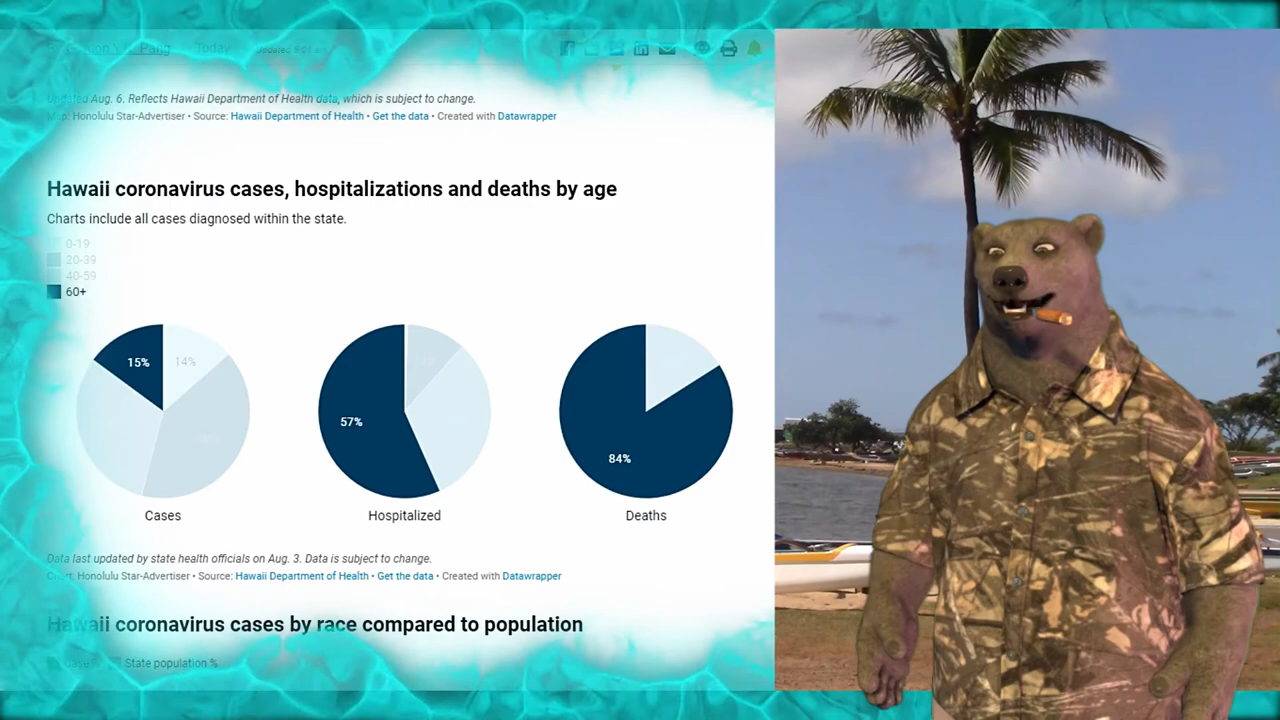 Today
Updated Aug. 6. Reflects Hawaii Department of Health data, which is subject to change.
Map: Honolulu Star-Advertiser • Source: Hawaii Department of Health • Get the data • Created with Datawrapper
Hawaii coronavirus cases, hospitalizations and deaths by age
Charts include all cases diagnosed within the state.
0-19
20-39
40-59
60+
15%
14%
57%
84%
Cases
Hospitalized
Deaths
Data last updated by state health officials on Aug. 3. Data is subject to change.
Chart: Honolulu Star-Advertiser • Source: Hawaii Department of Health • Get the data • Created with Datawrapper
Hawaii coronavirus cases by race compared to population
State population %